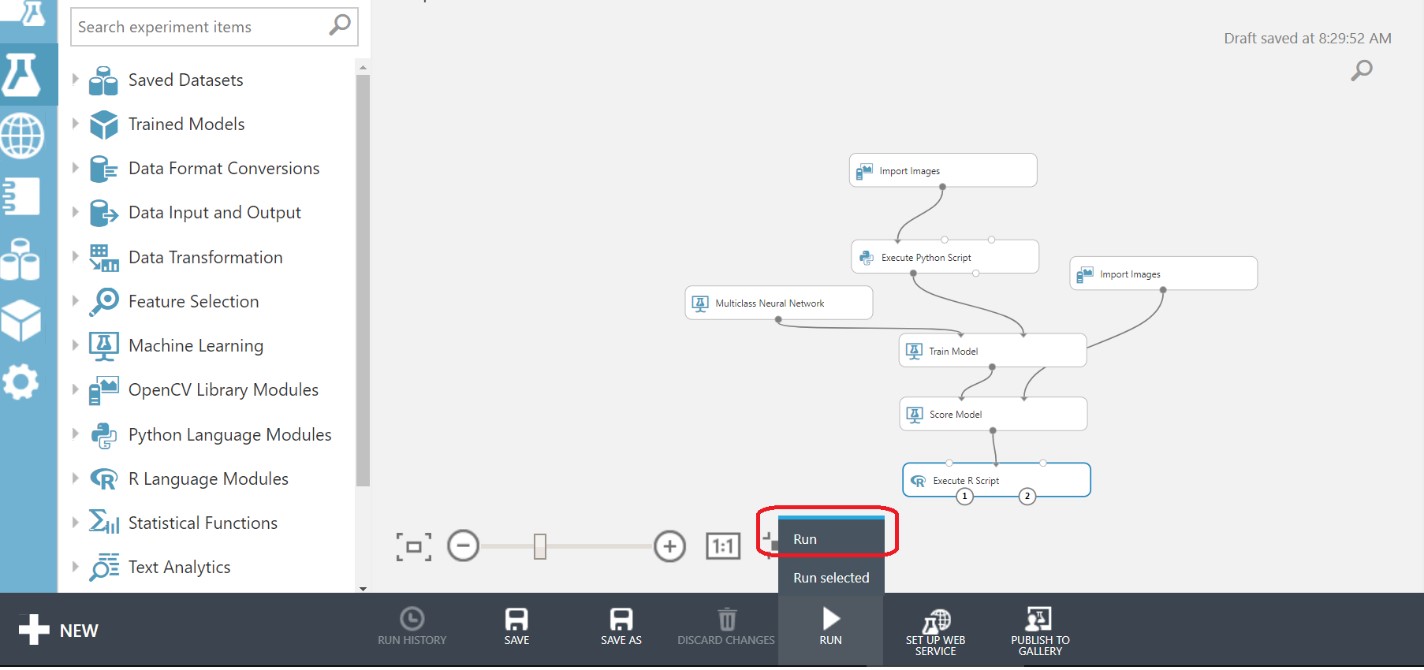 Search experiment items
Saved Datasets
Trained Models
Data Format Conversions
Data Input and Output
Data Transformation
Feature Selection
Machine Learning
OpenCV Library Modules
Python Language Modules
R Language Modules
Statistical Functions
Text Analytics
Draft saved at 8:29:52 AM
Import Images
Execute Python Script
Import Images
Multiclass Neural Network
Train Model
Score Model
Execute R Script
1
2
1:1
Run
Run selected
NEW
RUN HISTORY
SAVE
SAVE AS
DISCARD CHANGES
RUN
SET UP WEB
SERVICE
PUBLISH TO
GALLERY